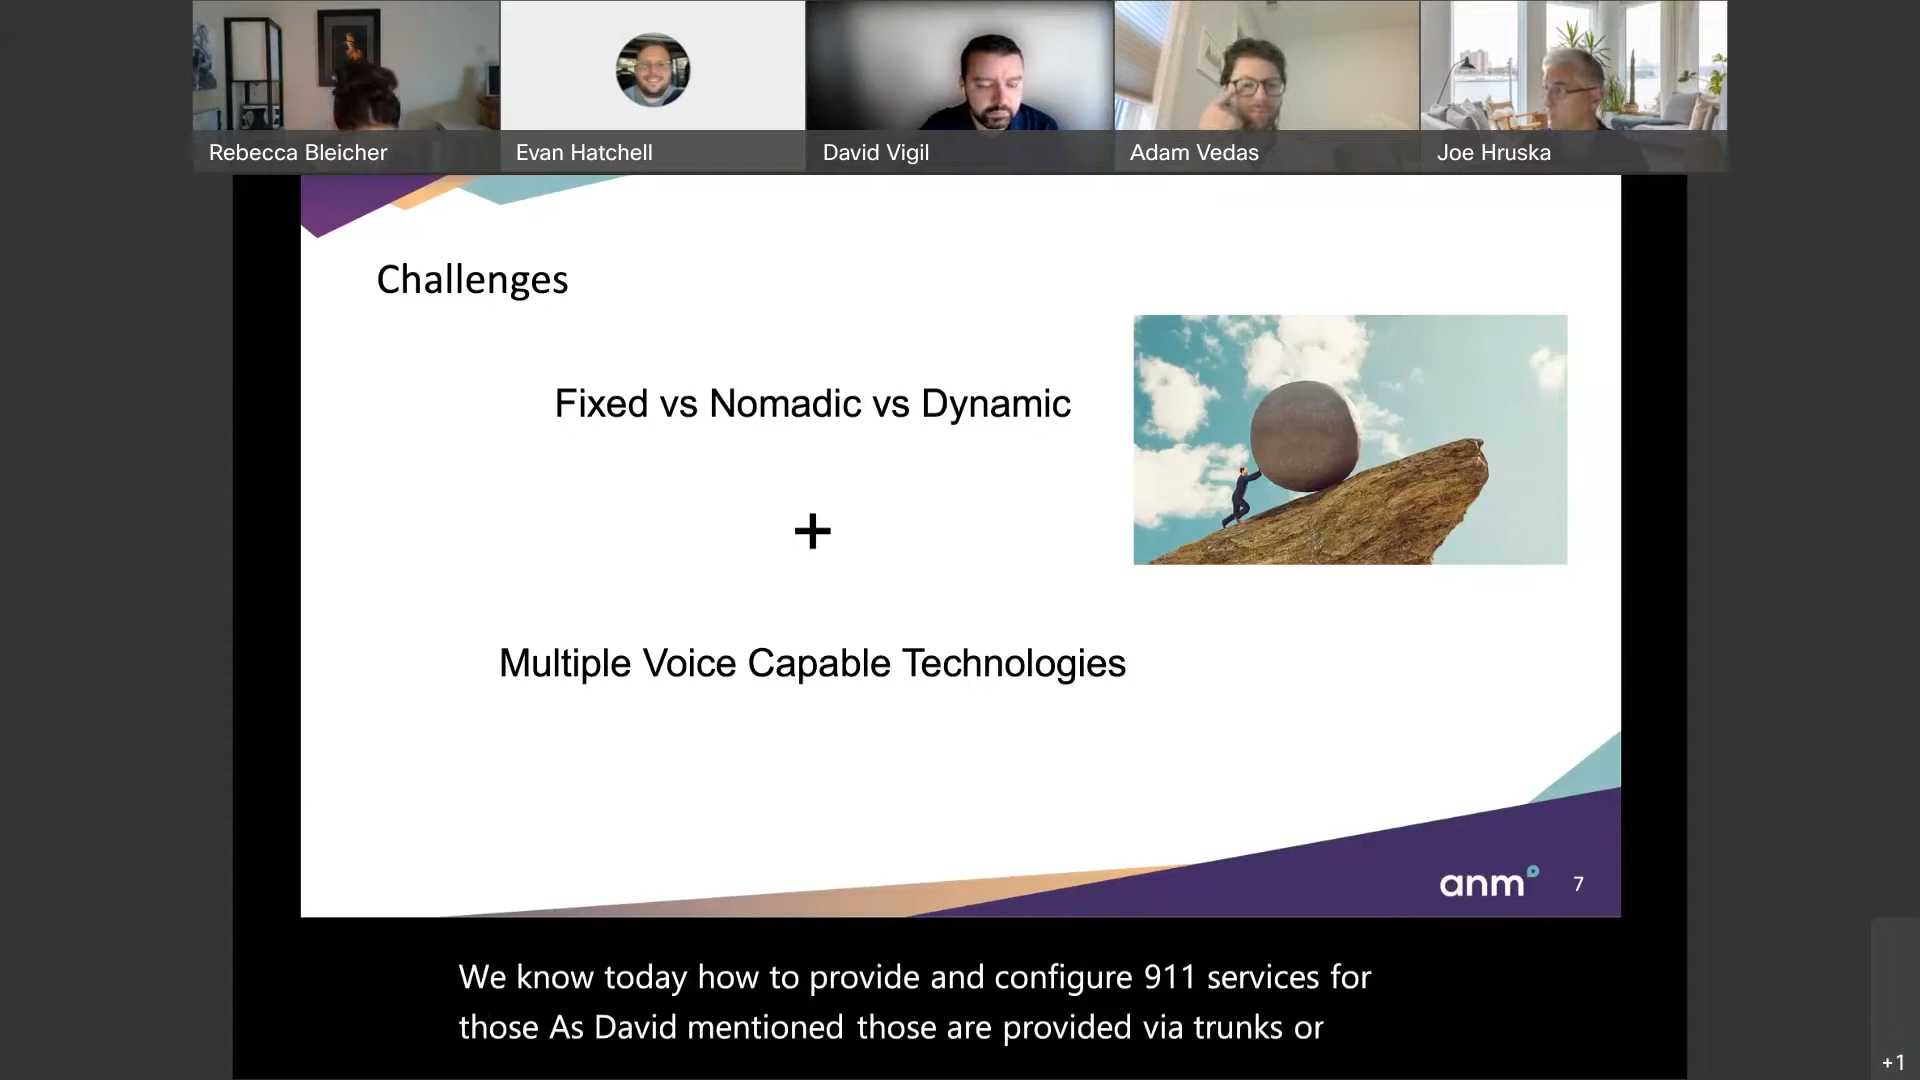 Rebecca Bleicher
Evan Hatchell
David Vigil
Adam Vedas
Joe Hruska
Challenges
Fixed vs Nomadic vs Dynamic
+
Multiple Voice Capable Technologies
anm
7
We know today how to provide and configure 911 services for
those As David mentioned those are provided via trunks or
+1